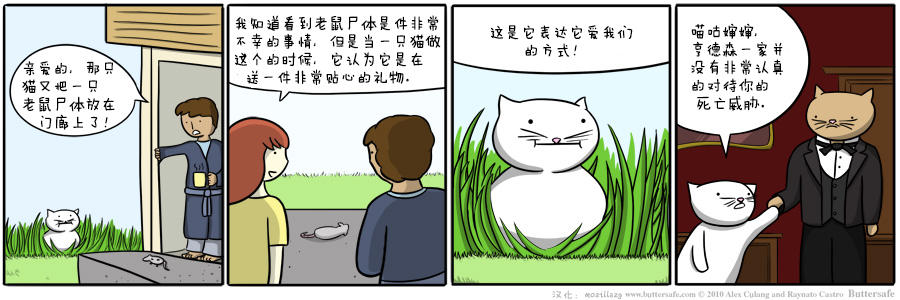 亲爱的，那只
猫又把一只
老鼠尸体放在
门廊上了！
我知道看到老鼠尸体是件非常
不幸的事情，但是当一只猫做
这个的时候，它认为它是在
送一件非常贴心的礼物．
这是它表达它爱我们
的方式！
喵咕婶婶，
亨德森一家并
没有非常认真
的对待你的
死亡威胁．
汉化：mozillazg www.buttersafe.com © 2010 Alex Culang and Raynato Castro Buttersafe